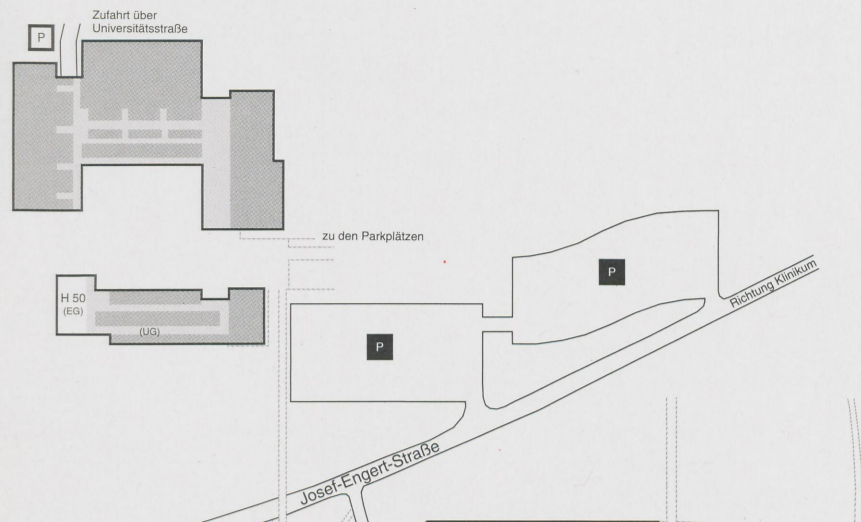 Zufahrt über
Universitätsstraße
P
zu den Parkplätzen
P
Richtung Klinikum
H 50
(EG)
(UG)
P
Josef-Engert-Straße